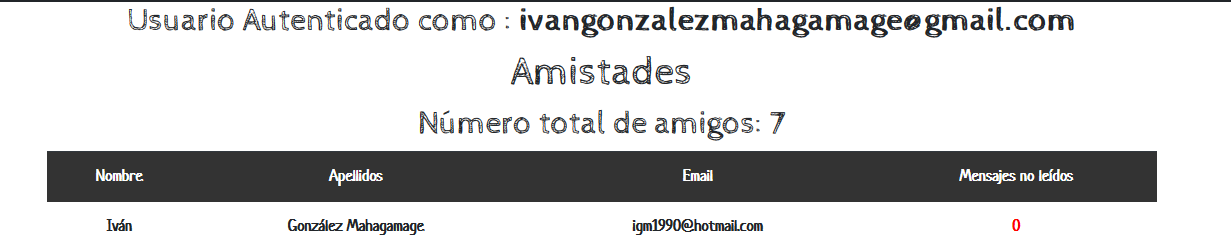 Usuario Autenticado como : ivangonzalezmahagamage@gmail.com
Amistades
Número total de amigos: 7
Nombre Apellidos Email Mensajes no leídos
Iván González Mahagamage igm1990@hotmail.com 0